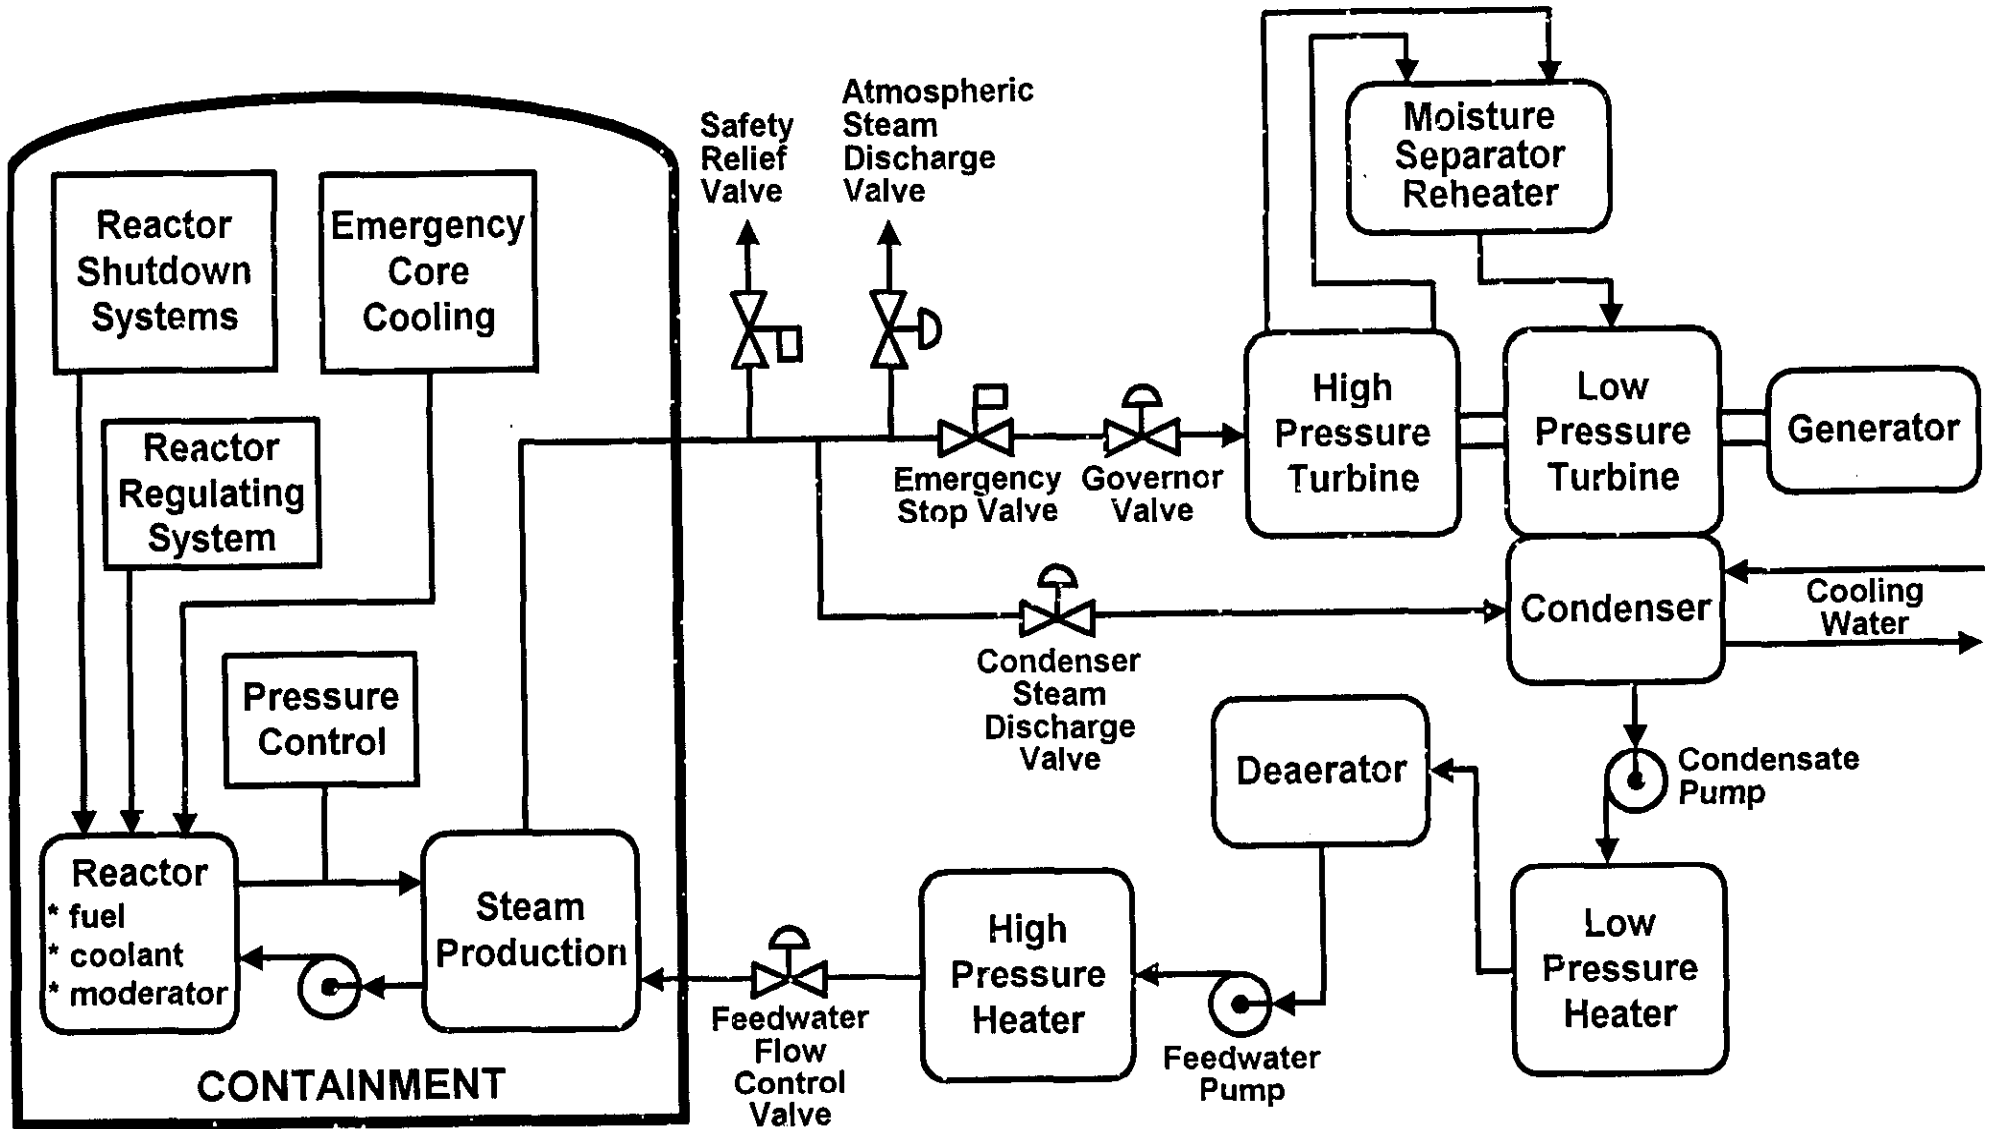 Safety
Relief
Valve
Atmospheric
Steam
Discharge
Valve
Moisture
Separator
Reheater
Reactor
Shutdown
Systems
Emergency
Core
Cooling
Reactor
Regulating
System
Emergency
Stop Valve
Governor
Valve
High
Pressure
Turbine
Low
Pressure
Turbine
Generator
Condenser
Cooling
Water
Pressure
Control
Condenser
Steam
Discharge
Valve
Deaerator
Condensate
Pump
Reactor
* fuel
* coolant
* moderator
Steam
Production
Feedwater
Flow
Control
Valve
High
Pressure
Heater
Feedwater
Pump
Low
Pressure
Heater
CONTAINMENT